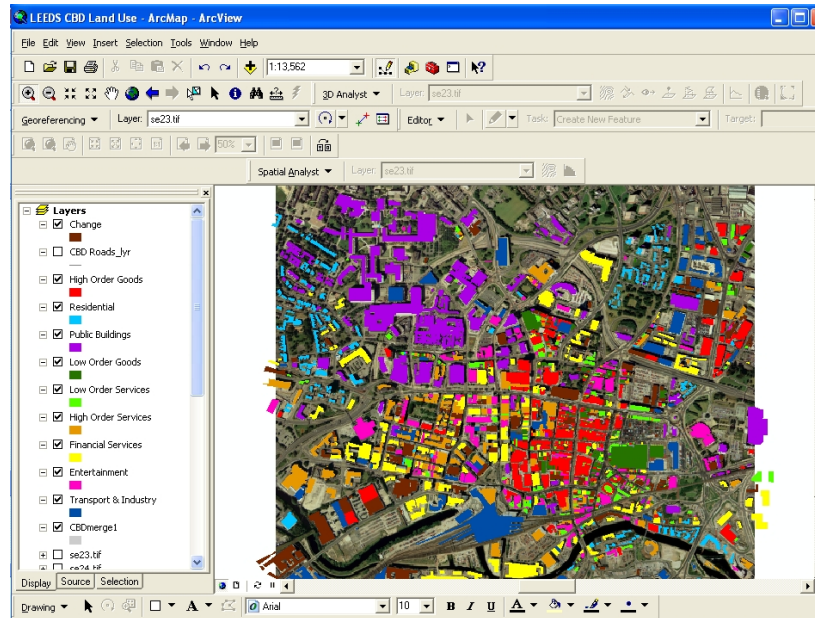 LEEDS CBD Land Use - ArcMap - ArcView
File Edit View Insert Selection Tools Window Help
1:13,562
3D Analyst Layer: se23.tif
Georeferencing Layer: se23.tif Editor Task: Create New Feature Target:
50%
Spatial Analyst Layer: se23.tif
Layers
Change
CBD Roads_lyr
High Order Goods
Residential
Public Buildings
Low Order Goods
Low Order Services
High Order Services
Financial Services
Entertainment
Transport & Industry
CBDmerge1
se23.tif
se24.tif
Display Source Selection
Drawing A Arial 10 B I U A